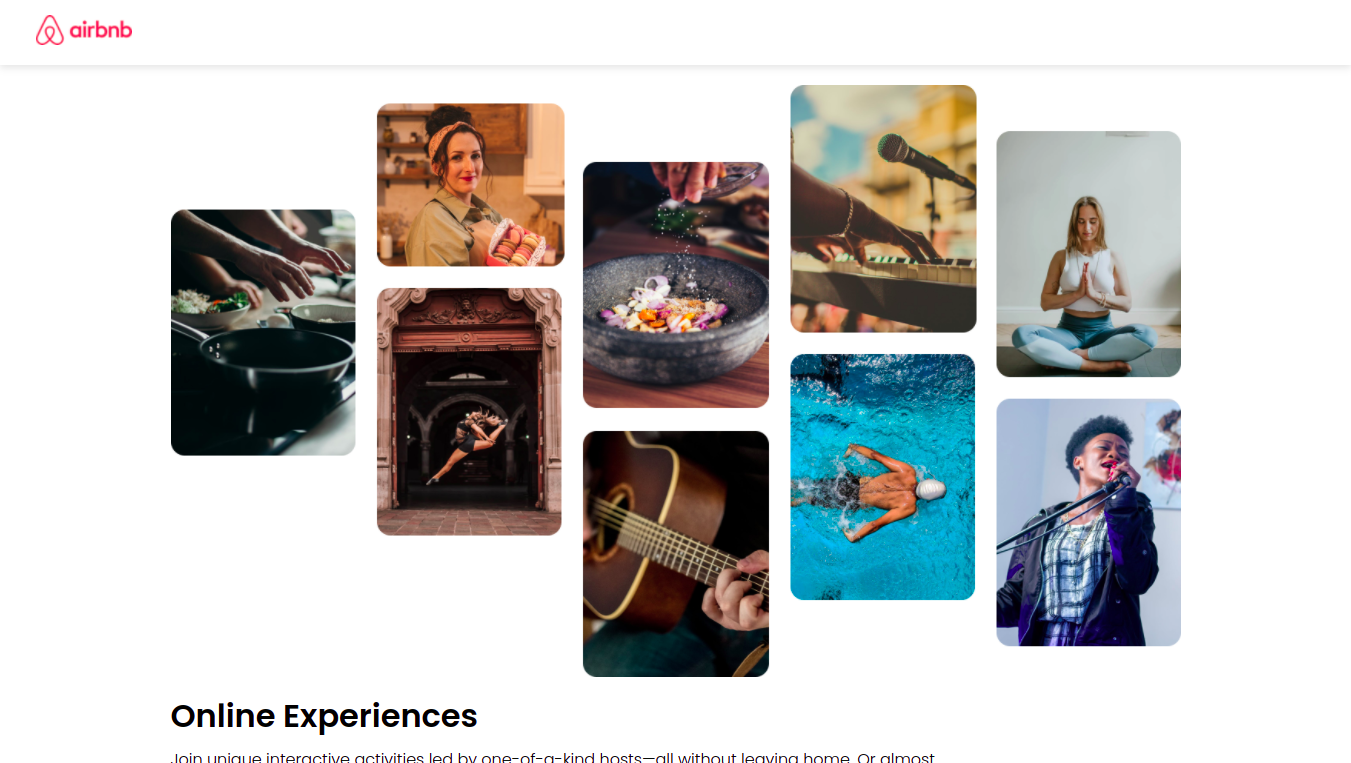 airbnb
Online Experiences
Join unique interactive activities led by one-of-a-kind hosts—all without leaving home. Or almost